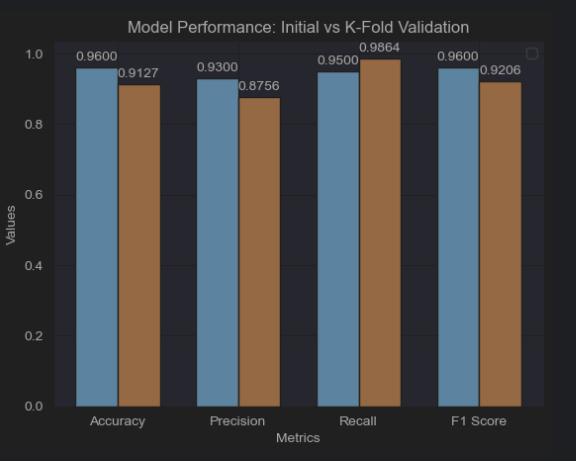 Model Performance: Initial vs K-Fold Validation
1.0
0.8
0.6
0.4
0.2
0.0
Values
0.9600
0.9127
0.9300
0.8756
0.9500
0.9864
0.9600
0.9206
Accuracy
Precision
Recall
F1 Score
Metrics